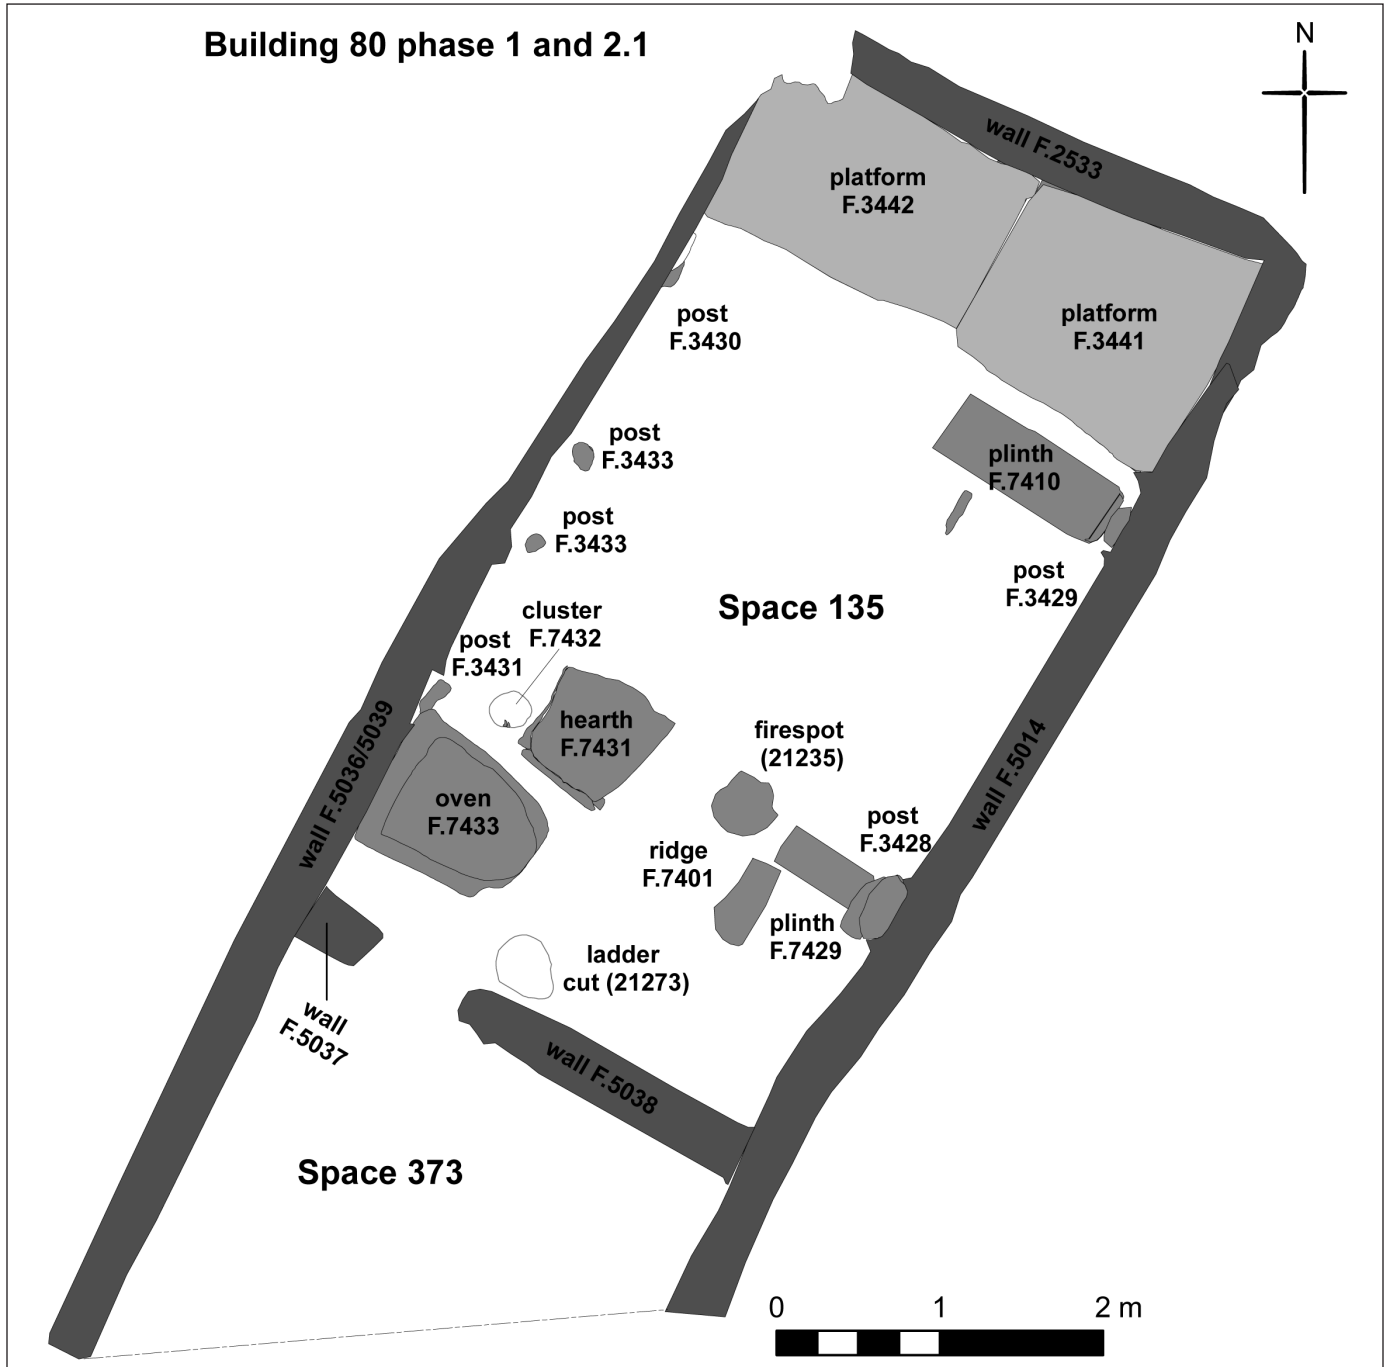 Building 80 phase 1 and 2.1
N
wall F.2533
platform
F.3442
platform
F.3441
post
F.3430
post
F.3433
plinth
F.7410
post
F.3433
post
F.3429
Space 135
cluster
F.7432
post
F.3431
hearth
F.7431
firespot
(21235)
wall F.5036/5039
wall F.5014
oven
F.7433
post
F.3428
ridge
F.7401
plinth
F.7429
ladder
cut (21273)
wall
F.5037
wall F.5038
Space 373
0 1 2 m